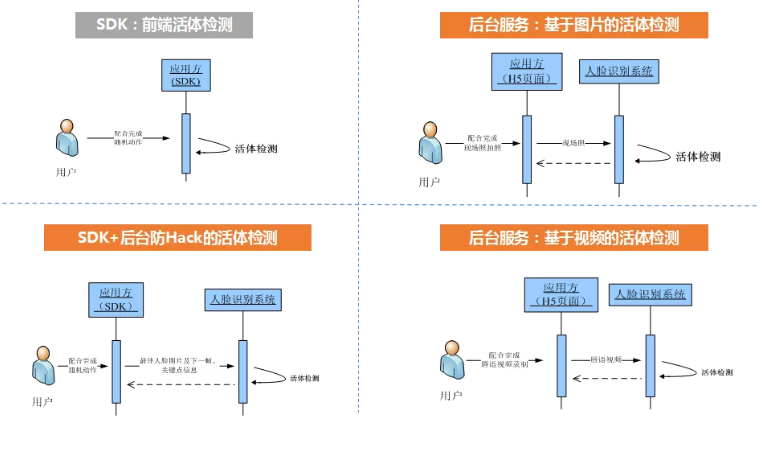 SDK：前端活体检测
应用方
(SDK)
配合完成
随机动作
活体检测
用户
后台服务：基于图片的活体检测
应用方
（H5页面）
人脸识别系统
配合完成
现场照拍照
现场照
活体检测
用户
SDK+后台防Hack的活体检测
应用方
（SDK）
人脸识别系统
配合完成
随机动作
最佳人脸图片及下一帧、
关键点信息
活体检测
用户
后台服务：基于视频的活体检测
应用方
（H5页面）
人脸识别系统
配合完成
唇语视频录制
唇语视频
活体检测
用户